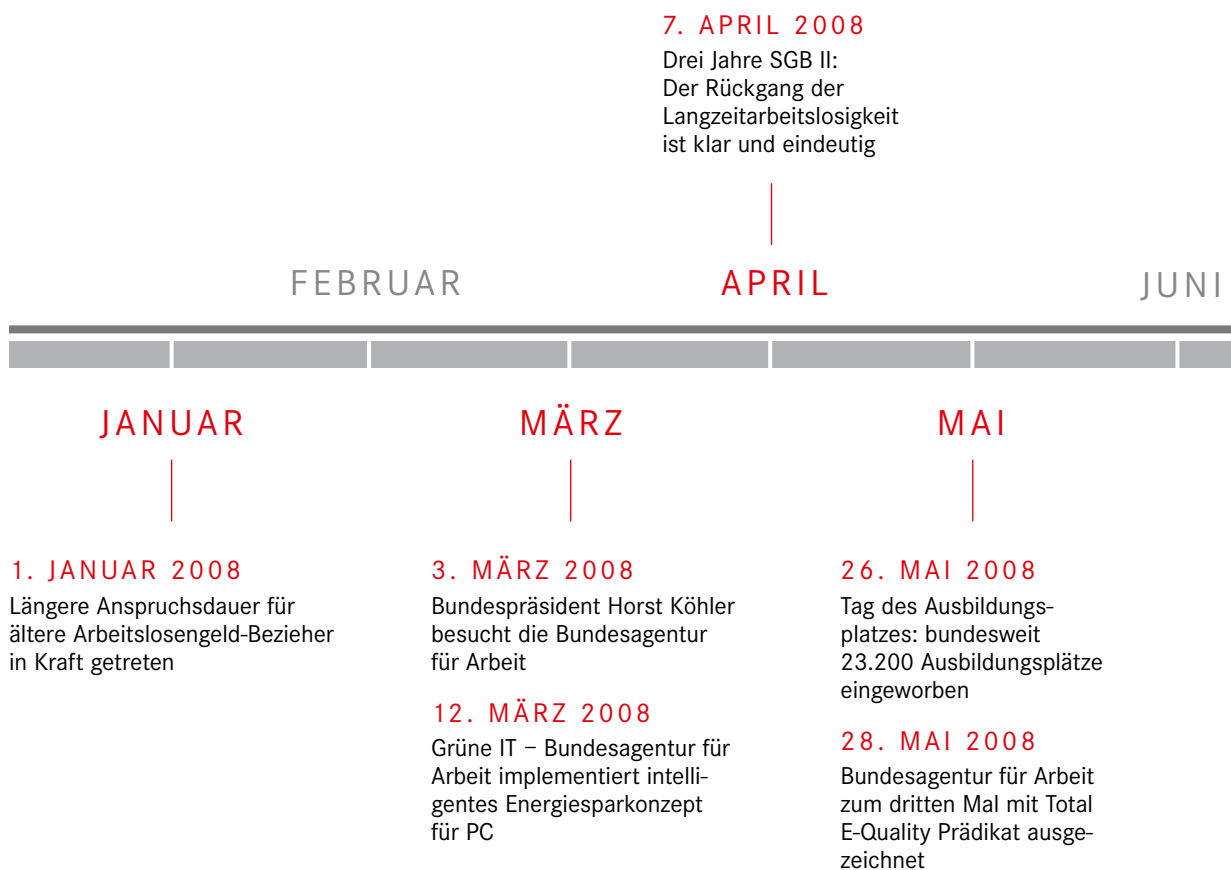 7. APRIL 2008
Drei Jahre SGB II:
Der Rückgang der
Langzeitarbeitslosigkeit
ist klar und eindeutig
FEBRUAR
APRIL
JUNI
JANUAR
MÄRZ
MAI
1. JANUAR 2008
Längere Anspruchsdauer für
ältere Arbeitslosengeld-Bezieher
in Kraft getreten
3. MÄRZ 2008
Bundespräsident Horst Köhler
besucht die Bundesagentur
für Arbeit
12. MÄRZ 2008
Grüne IT – Bundesagentur für
Arbeit implementiert intelli-
gentes Energiesparkonzept
für PC
26. MAI 2008
Tag des Ausbildungs-
platzes: bundesweit
23.200 Ausbildungsplätze
eingeworben
28. MAI 2008
Bundesagentur für Arbeit
zum dritten Mal mit Total
E-Quality Prädikat ausge-
zeichnet